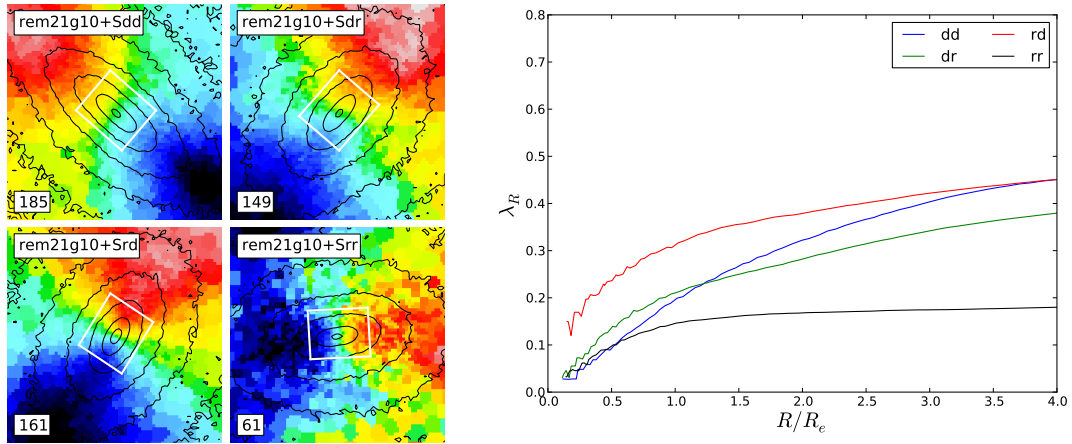 rem21g10+Sdd
185
rem21g10+Sdr
149
rem21g10+Srd
161
rem21g10+Srr
61
0.8
0.7
0.6
0.5
0.4
0.3
0.2
0.1
0.0
λ_R
dd
dr
rd
rr
0.0 0.5 1.0 1.5 2.0 2.5 3.0 3.5 4.0
R/R_e